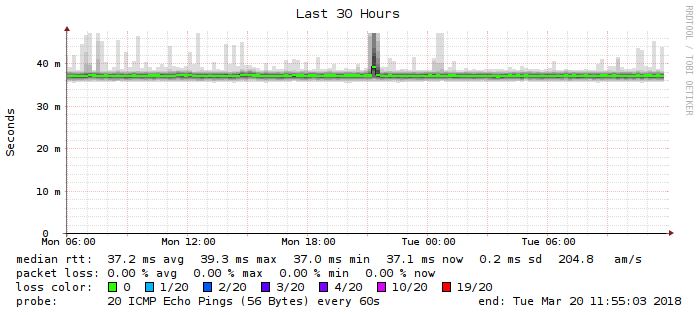 Last 30 Hours
RRDTOOL / TOBI OETIKER
Seconds
40 m
30 m
20 m
10 m
0
Mon 06:00 Mon 12:00 Mon 18:00 Tue 00:00 Tue 06:00
median rtt: 37.2 ms avg 39.3 ms max 37.0 ms min 37.1 ms now 0.2 ms sd 204.8 am/s
packet loss: 0.00 % avg 0.00 % max 0.00 % min 0.00 % now
loss color: 0 1/20 2/20 3/20 4/20 10/20 19/20
probe: 20 ICMP Echo Pings (56 Bytes) every 60s end: Tue Mar 20 11:55:03 2018